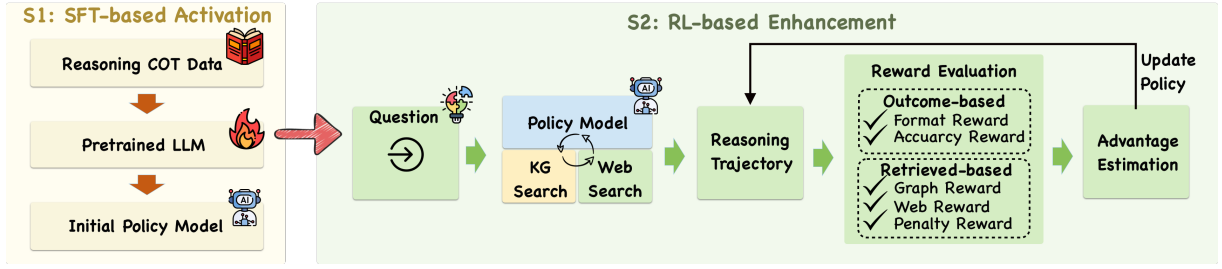 S1: SFT-based Activation
Reasoning COT Data
Pretrained LLM
AI
Initial Policy Model
S2: RL-based Enhancement
Question
AI
Policy Model
KG
Search
Web
Search
Reasoning
Trajectory
Reward Evaluation
Outcome-based
Format Reward
Accuarcy Reward
Retrieved-based
Graph Reward
Web Reward
Penalty Reward
Update
Policy
Advantage
Estimation